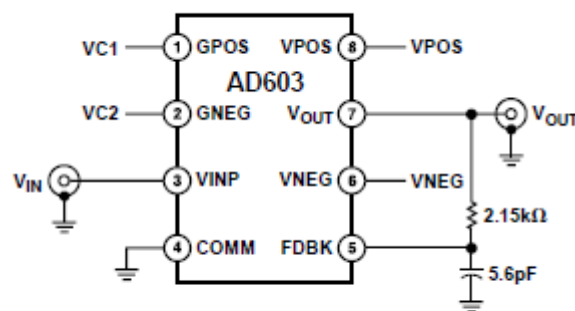 VC1 1 GPOS VPOS 8 VPOS
AD603
VC2 2 GNEG VOUT 7 VOUT
VIN 3 VINP VNEG 6 VNEG
2.15kΩ
4 COMM FDBK 5
5.6pF